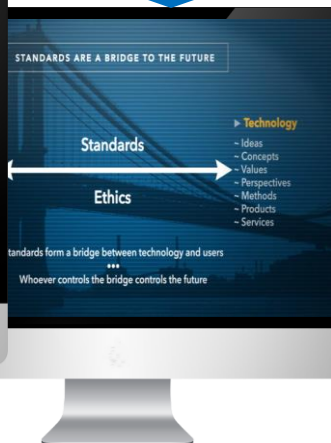 STANDARDS ARE A BRIDGE TO THE FUTURE
▶ Technology
~ Ideas
~ Concepts
~ Values
~ Perspectives
~ Methods
~ Products
~ Services
Standards
Ethics
tandards form a bridge between technology and users
•••
Whoever controls the bridge controls the future